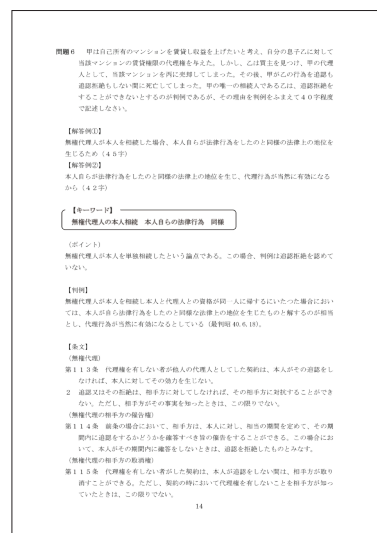 問題６　甲は自己所有のマンションを賃貸し収益を上げたいと考え、自分の息子乙に対して
当該マンションの賃貸権限の代理権を与えた。しかし、乙は買主を見つけ、甲の代理
人として、当該マンションを丙に売却してしまった。その後、甲が乙の行為を追認も
追認拒絶もしない間に死亡してしまった。甲の唯一の相続人である乙は、追認拒絶を
することができないとするのが判例であるが、その理由を判例をふまえて４０字程度
で記述しなさい。
【解答例①】
無権代理人が本人を相続した場合、本人自らが法律行為をしたのと同様の法律上の地位を
生じるため（４５字）
【解答例②】
本人自らが法律行為をしたのと同様の法律上の地位を生じ、代理行為が当然に有効になる
から（４２字）
【キーワード】
無権代理人の本人相続　本人自らの法律行為　同様
（ポイント）
無権代理人が本人を単独相続したという論点である。この場合、判例は追認拒絶を認めて
いない。
【判例】
無権代理人が本人を相続し本人と代理人との資格が同一人に帰するにいたつた場合におい
ては、本人が自ら法律行為をしたのと同様な法律上の地位を生じたものと解するのが相当
とし、代理行為が当然に有効になるとしている（最判昭 40.6.18）。
【条文】
（無権代理）
第１１３条　代理権を有しない者が他人の代理人としてした契約は、本人がその追認をし
なければ、本人に対してその効力を生じない。
２　追認又はその拒絶は、相手方に対してしなければ、その相手方に対抗することができ
ない。ただし、相手方がその事実を知ったときは、この限りでない。
（無権代理の相手方の催告権）
第１１４条　前条の場合において、相手方は、本人に対し、相当の期間を定めて、その期
間内に追認をするかどうかを確答すべき旨の催告をすることができる。この場合にお
いて、本人がその期間内に確答をしないときは、追認を拒絶したものとみなす。
（無権代理の相手方の取消権）
第１１５条　代理権を有しない者がした契約は、本人が追認をしない間は、相手方が取り
消すことができる。ただし、契約の時において代理権を有しないことを相手方が知っ
ていたときは、この限りでない。
14